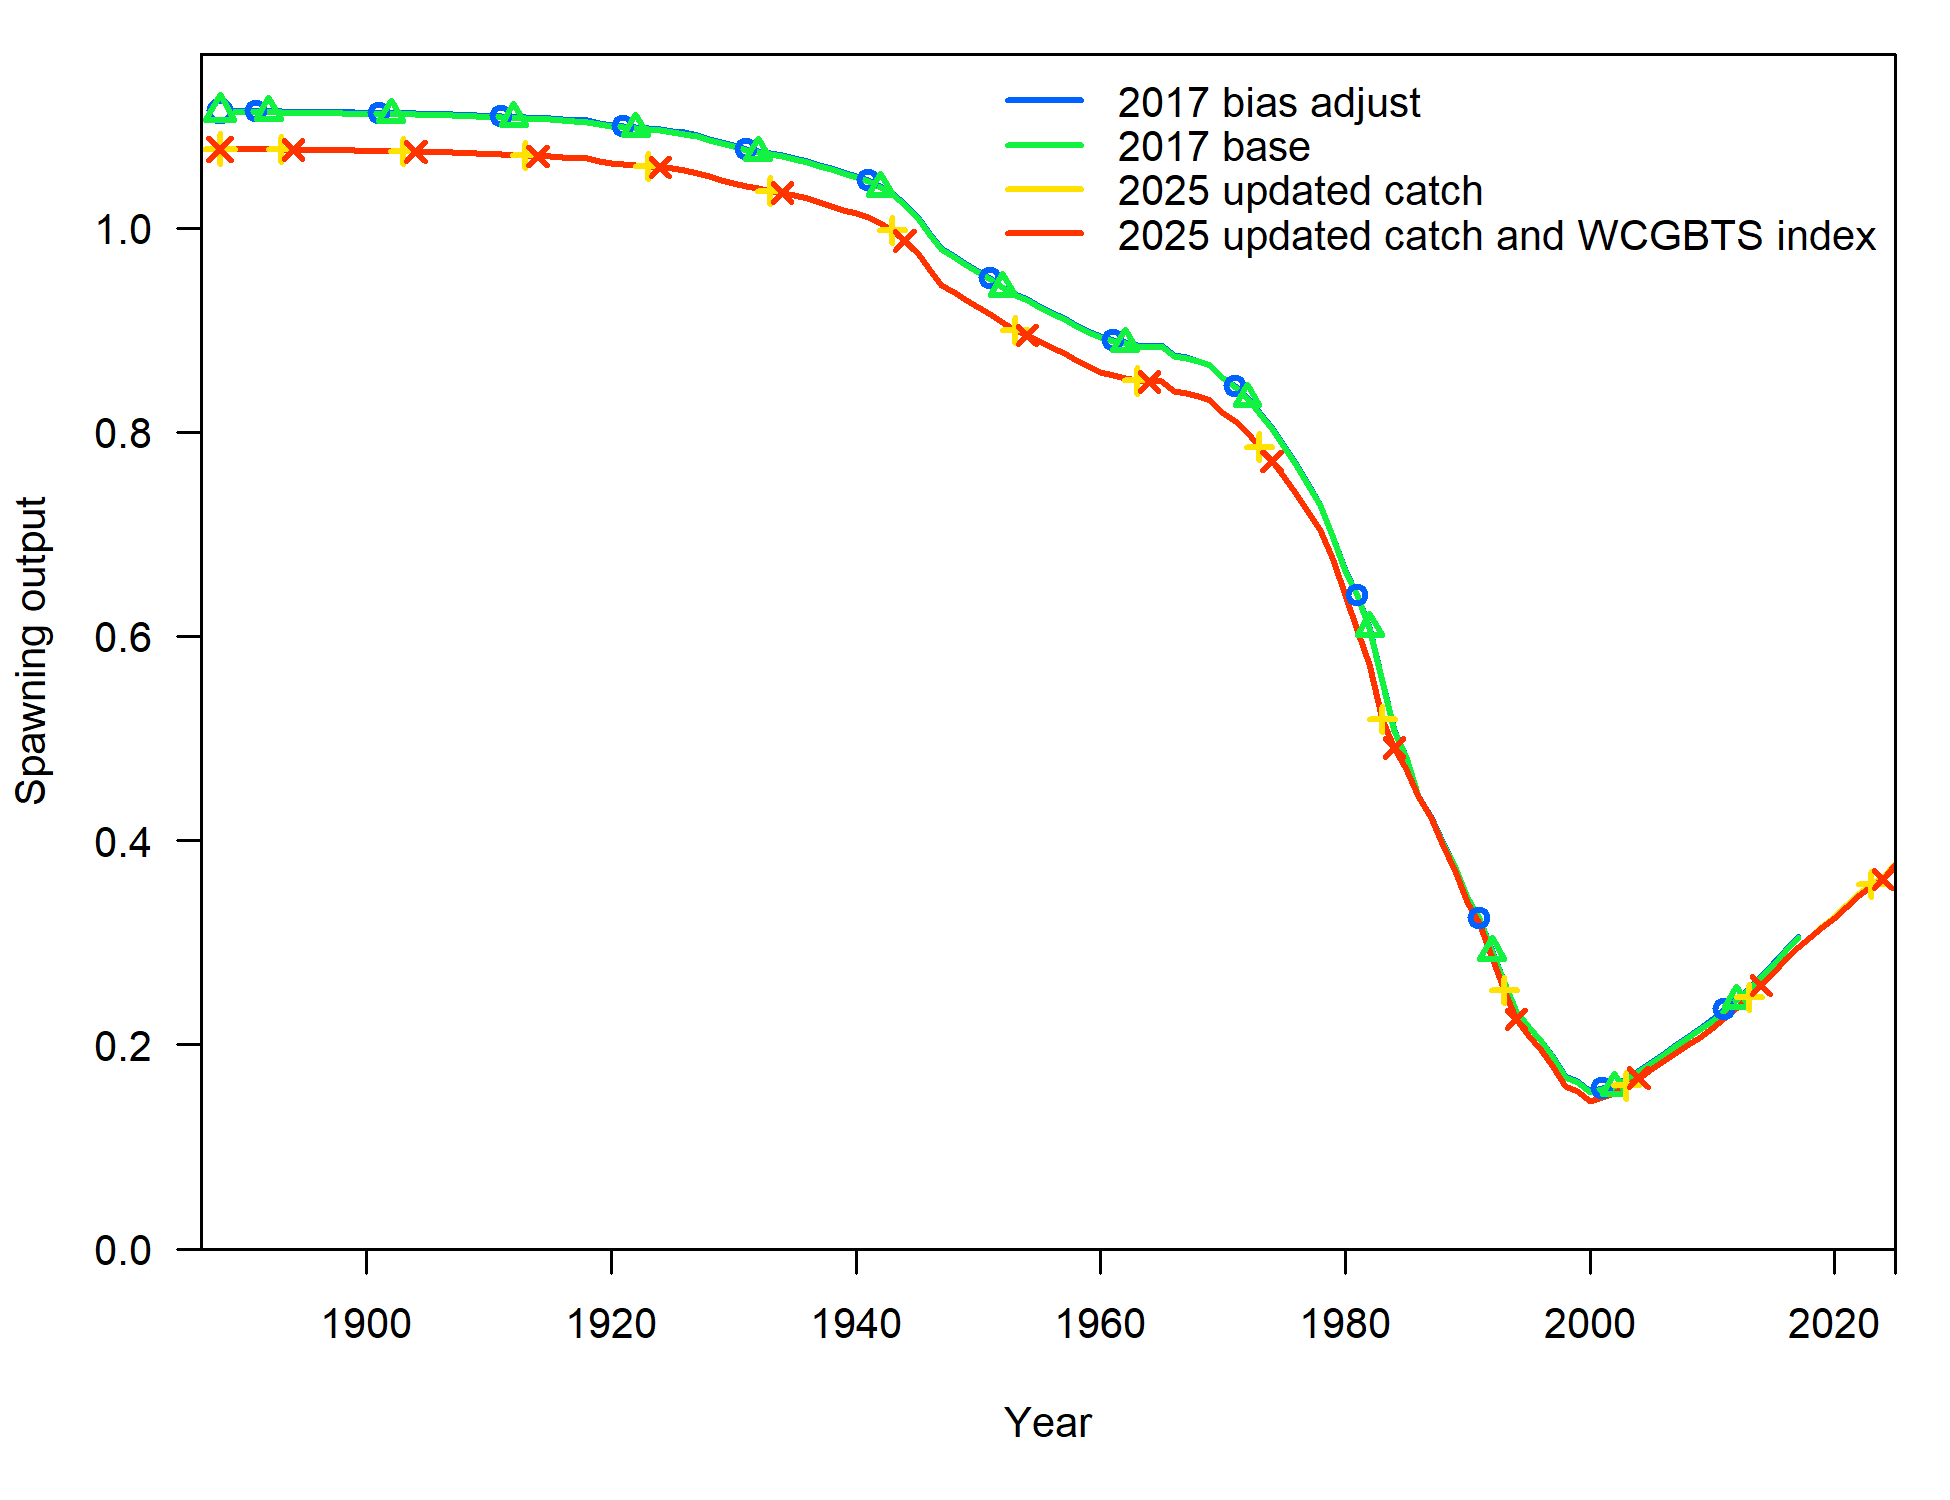 2017 bias adjust
2017 base
2025 updated catch
2025 updated catch and WCGBTS index
Spawning output
1.0
0.8
0.6
0.4
0.2
0.0
1900 1920 1940 1960 1980 2000 2020
Year